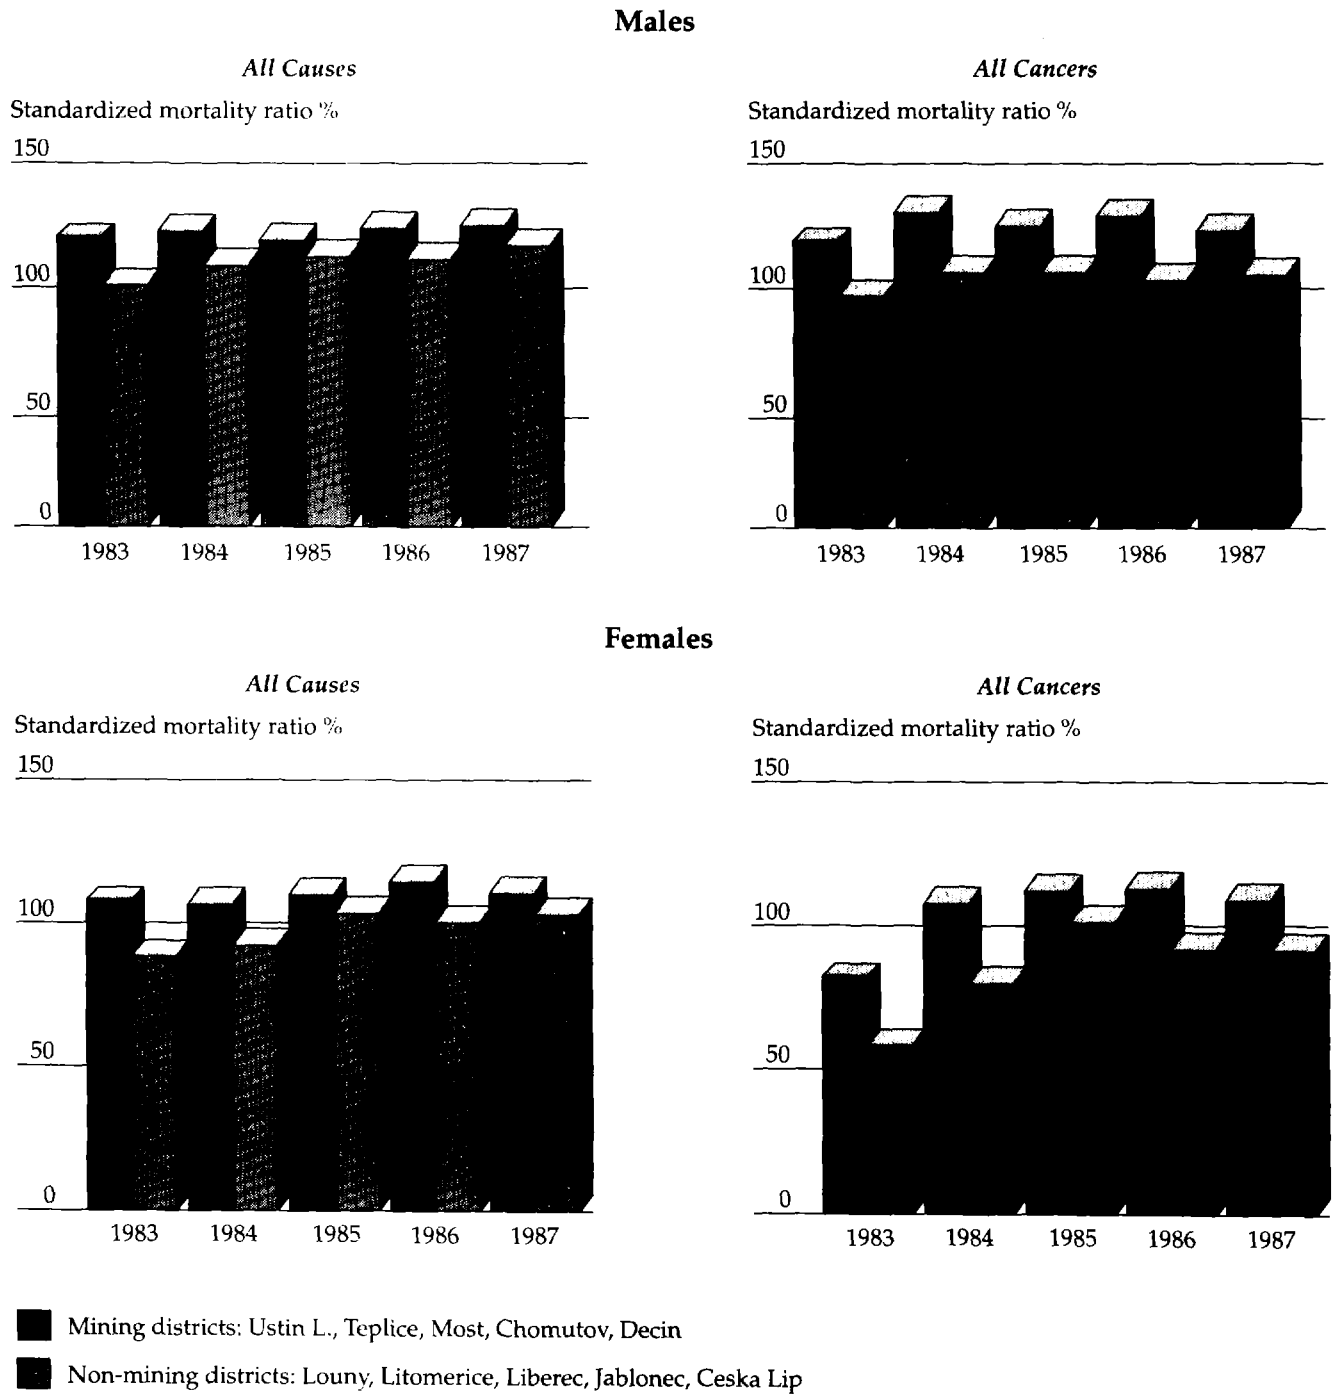 Males
All Causes
Standardized mortality ratio %
150
100
50
0
1983 1984 1985 1986 1987
All Cancers
Standardized mortality ratio %
150
100
50
0
1983 1984 1985 1986 1987
Females
All Causes
Standardized mortality ratio %
150
100
50
0
1983 1984 1985 1986 1987
All Cancers
Standardized mortality ratio %
150
100
50
0
1983 1984 1985 1986 1987
Mining districts: Ustin L., Teplice, Most, Chomutov, Decin
Non-mining districts: Louny, Litomerice, Liberec, Jablonec, Ceska Lip